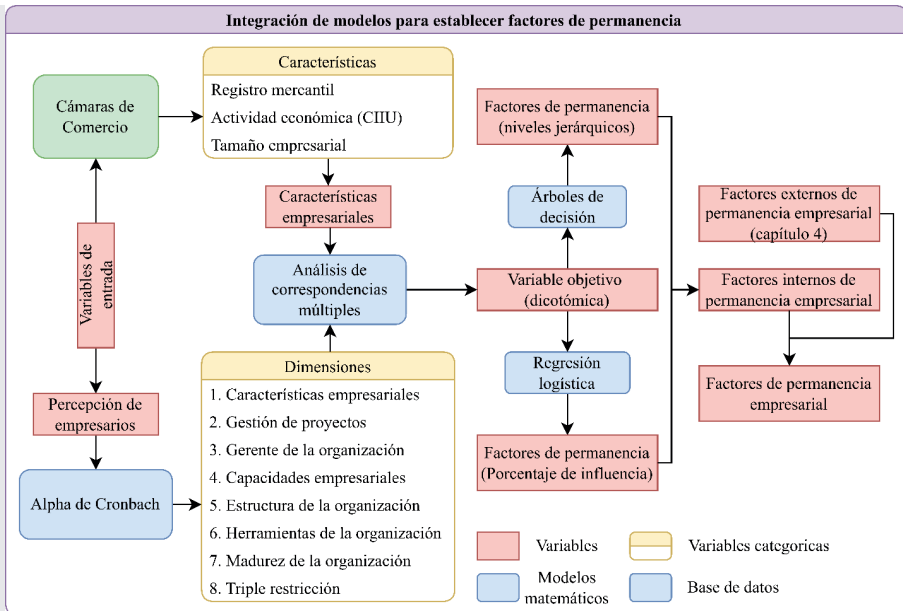 Integración de modelos para establecer factores de permanencia
Cámaras de
Comercio
Características
Registro mercantil
Actividad económica (CIIU)
Tamaño empresarial
Variables de
entrada
Características
empresariales
Análisis de
correspondencias
múltiples
Percepción de
empresarios
Alpha de Cronbach
Dimensiones
1. Características empresariales
2. Gestión de proyectos
3. Gerente de la organización
4. Capacidades empresariales
5. Estructura de la organización
6. Herramientas de la organización
7. Madurez de la organización
8. Triple restricción
Factores de permanencia
(niveles jerárquicos)
Árboles de
decisión
Variable objetivo
(dicotómica)
Regresión
logística
Factores de permanencia
(Porcentaje de influencia)
Factores externos de
permanencia empresarial
(capítulo 4)
Factores internos de
permanencia empresarial
Factores de permanencia
empresarial
Variables
Variables categoricas
Modelos
matemáticos
Base de datos